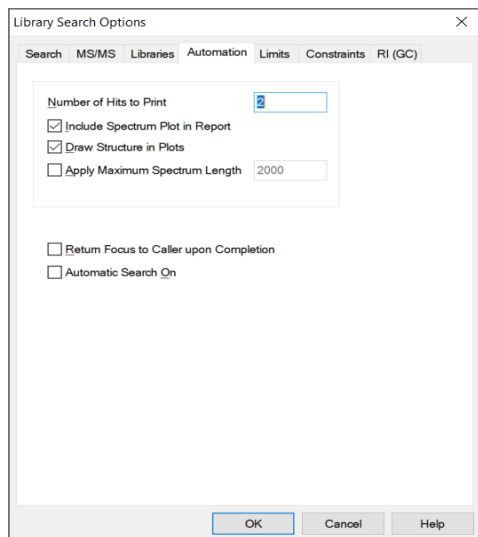 Library Search Options
Search MS/MS Libraries Automation Limits Constraints RI (GC)
Number of Hits to Print 2
Include Spectrum Plot in Report
Draw Structure in Plots
Apply Maximum Spectrum Length 2000
Return Focus to Caller upon Completion
Automatic Search On
OK Cancel Help